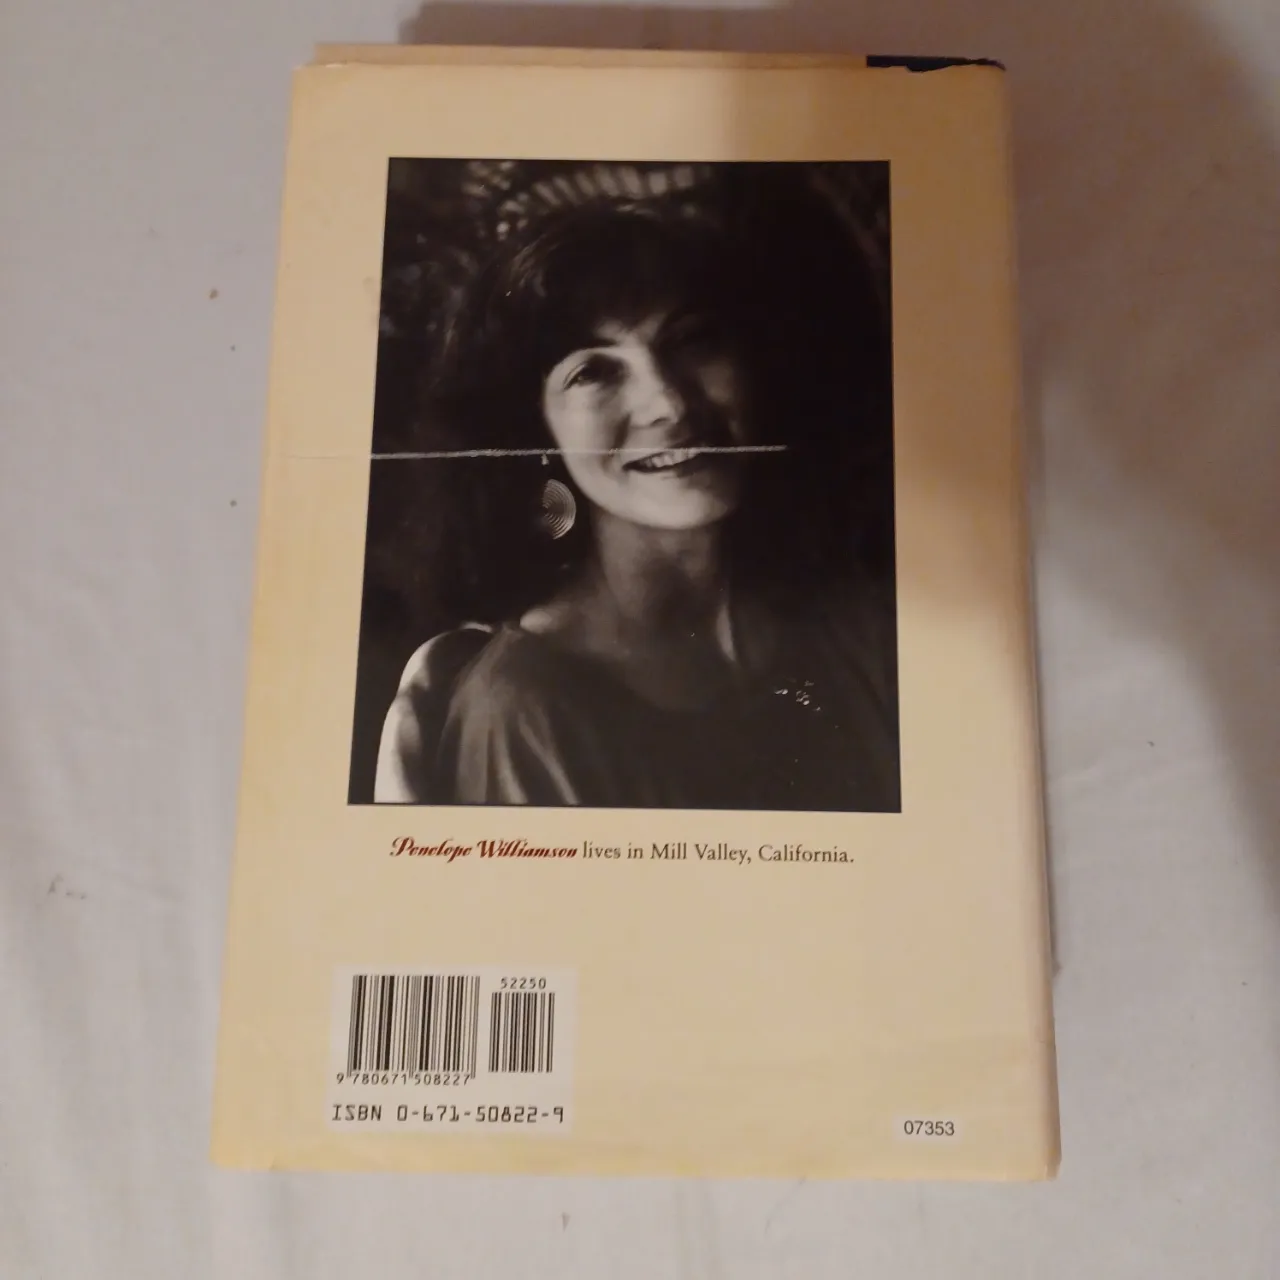 Penelope Williamson lives in Mill Valley, California.
52250
9 780671 508227
ISBN 0-671-50822-9
07353